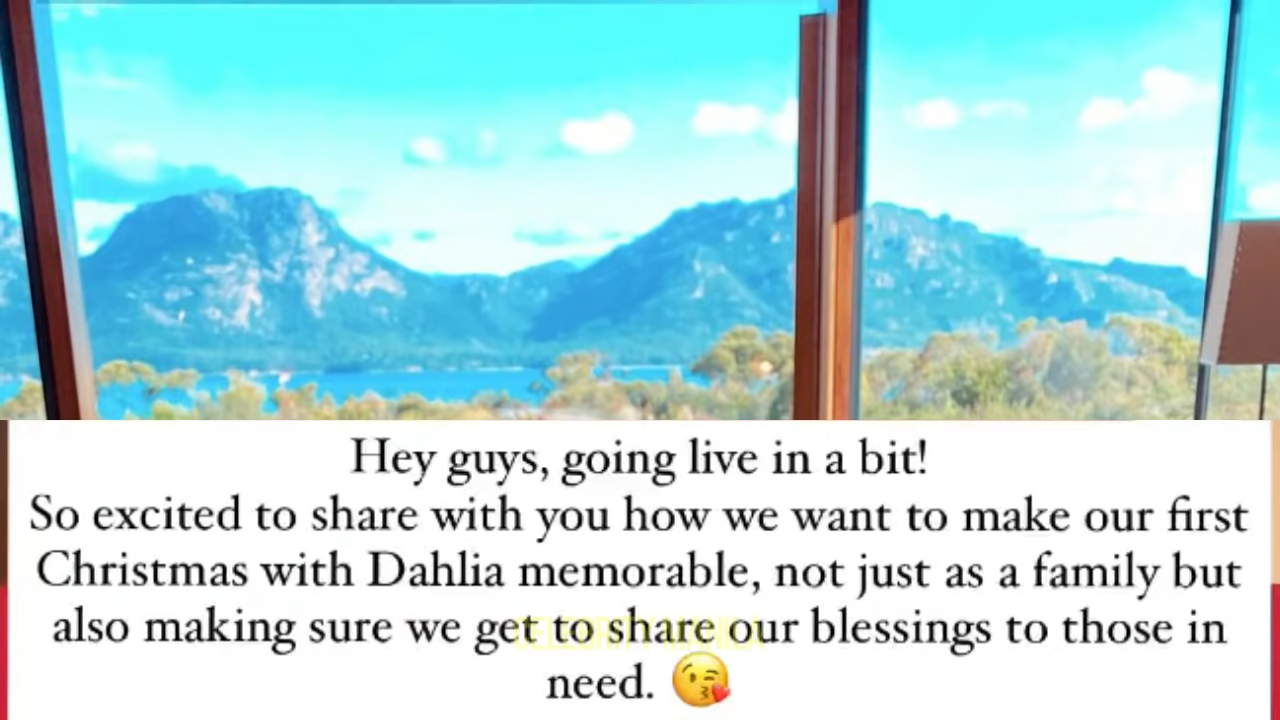 Hey guys, going live in a bit!
So excited to share with you how we want to make our first
Christmas with Dahlia memorable, not just as a family but
also making sure we get to share our blessings to those in
need. 😘
CELEBRITY MANILA